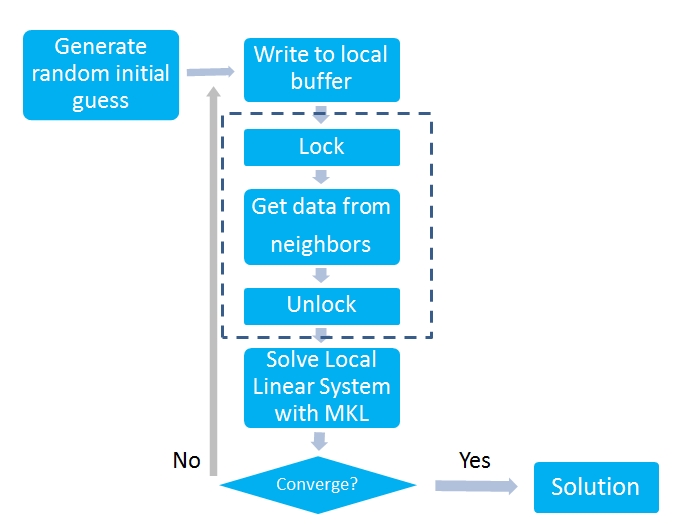 Generate
random initial
guess
Write to local
buffer
Lock
Get data from
neighbors
Unlock
Solve Local
Linear System
with MKL
No
Converge?
Yes
Solution